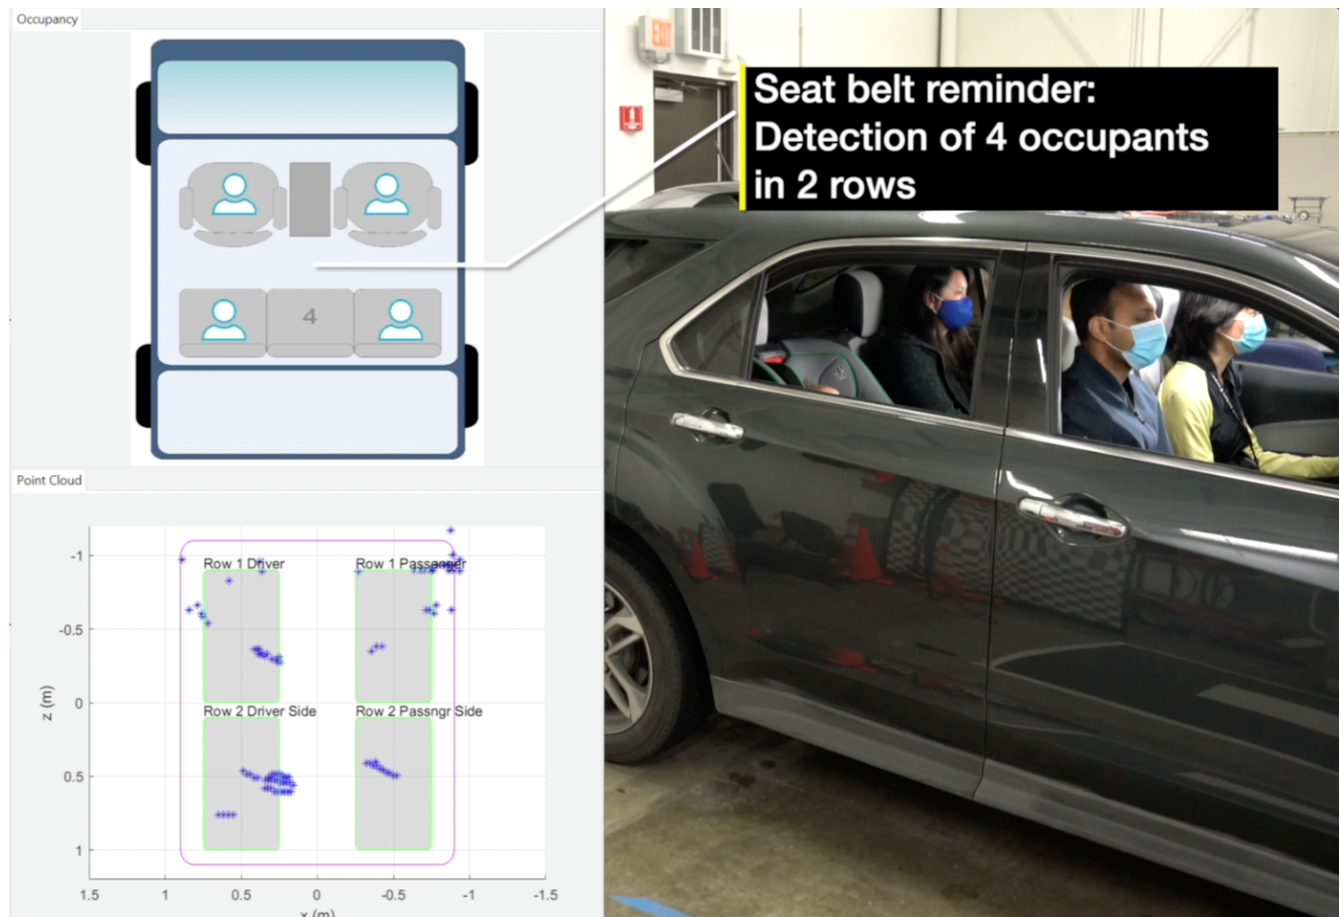 Occupancy
4
Point Cloud
-1
-0.5
0
0.5
1
z (m)
Row 1 Driver
Row 1 Passenger
Row 2 Driver Side
Row 2 Passngr Side
1.5
1
0.5
0
-0.5
-1
-1.5
x (m)
EXIT
Seat belt reminder:
Detection of 4 occupants
in 2 rows